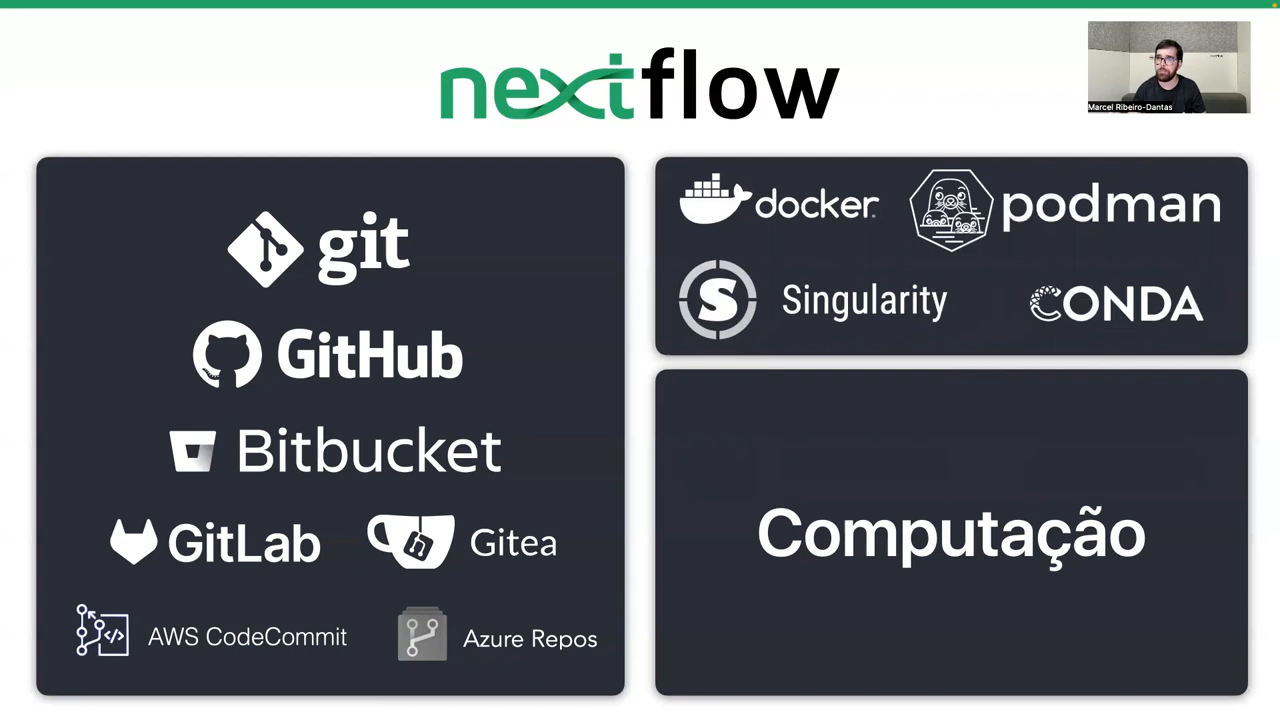 nextflow
Marcel Ribeiro-Dantas
git
GitHub
Bitbucket
GitLab
Gitea
AWS CodeCommit
Azure Repos
docker
podman
Singularity
CONDA
Computação